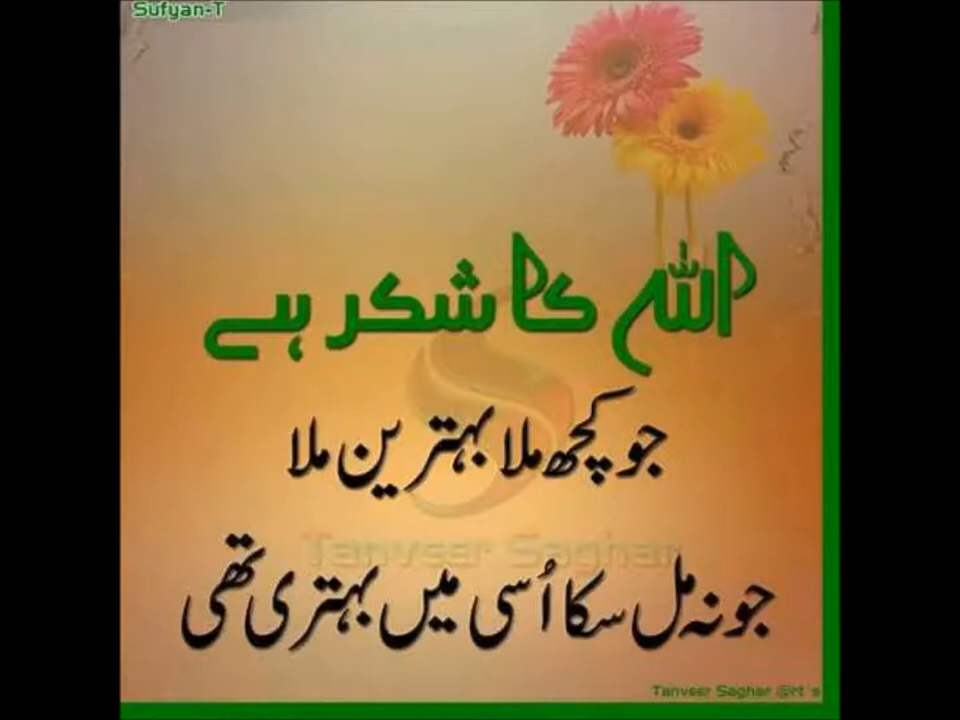 Sufyan-T
اللہ کا شکر ہے
جو کچھ ملا بہترین ملا
Tanveer Saghar
جو نہ مل سکا اُسی میں بہتری تھی
Tanveer Saghar @rt's